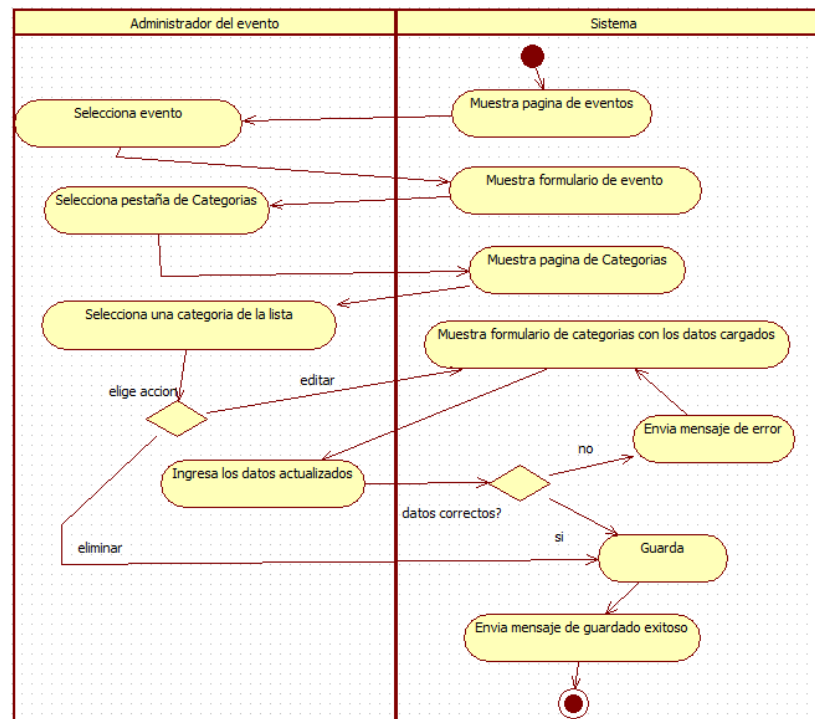 Administrador del evento
Sistema
Muestra pagina de eventos
Selecciona evento
Muestra formulario de evento
Selecciona pestaña de Categorias
Muestra pagina de Categorias
Selecciona una categoria de la lista
Muestra formulario de categorias con los datos cargados
elige accion
editar
Envia mensaje de error
no
Ingresa los datos actualizados
datos correctos?
si
eliminar
Guarda
Envia mensaje de guardado exitoso